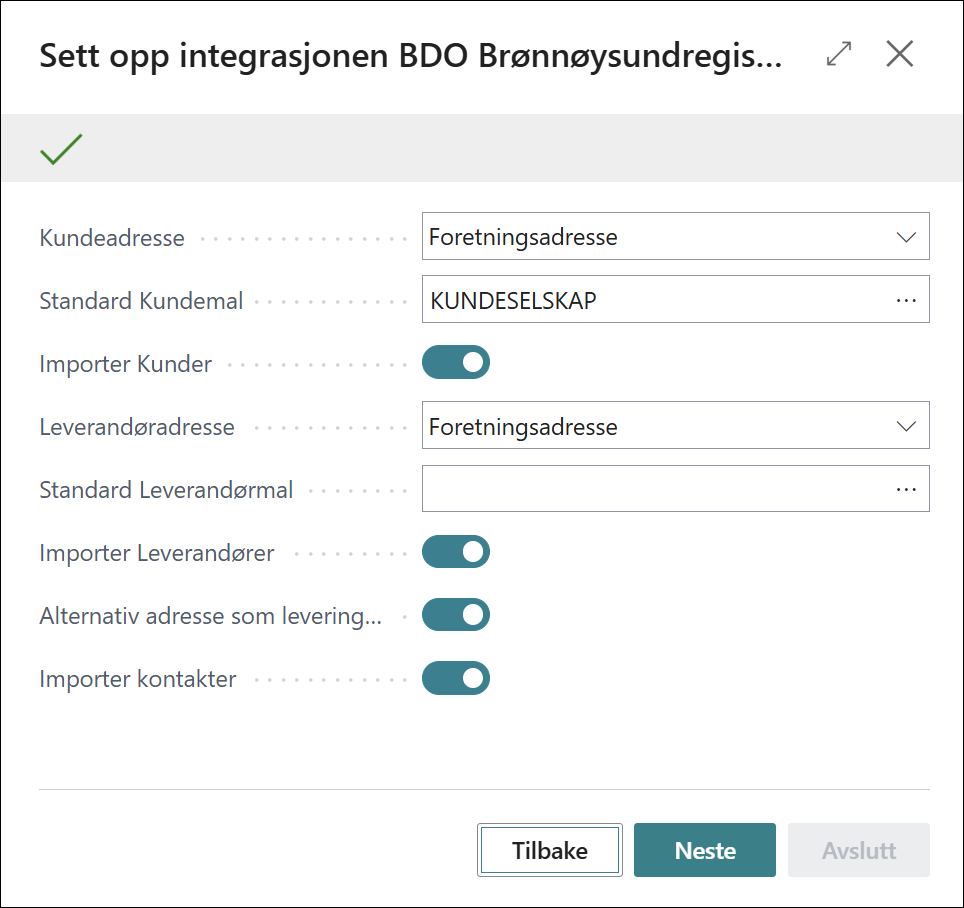 Sett opp integrasjonen BDO Brønnøysundregis...
Kundeadresse
Foretningsadresse
Standard Kundemal
KUNDESELSKAP
Importer Kunder
Leverandøradresse
Foretningsadresse
Standard Leverandørmal
Importer Leverandører
Alternativ adresse som levering...
Importer kontakter
Tilbake
Neste
Avslutt